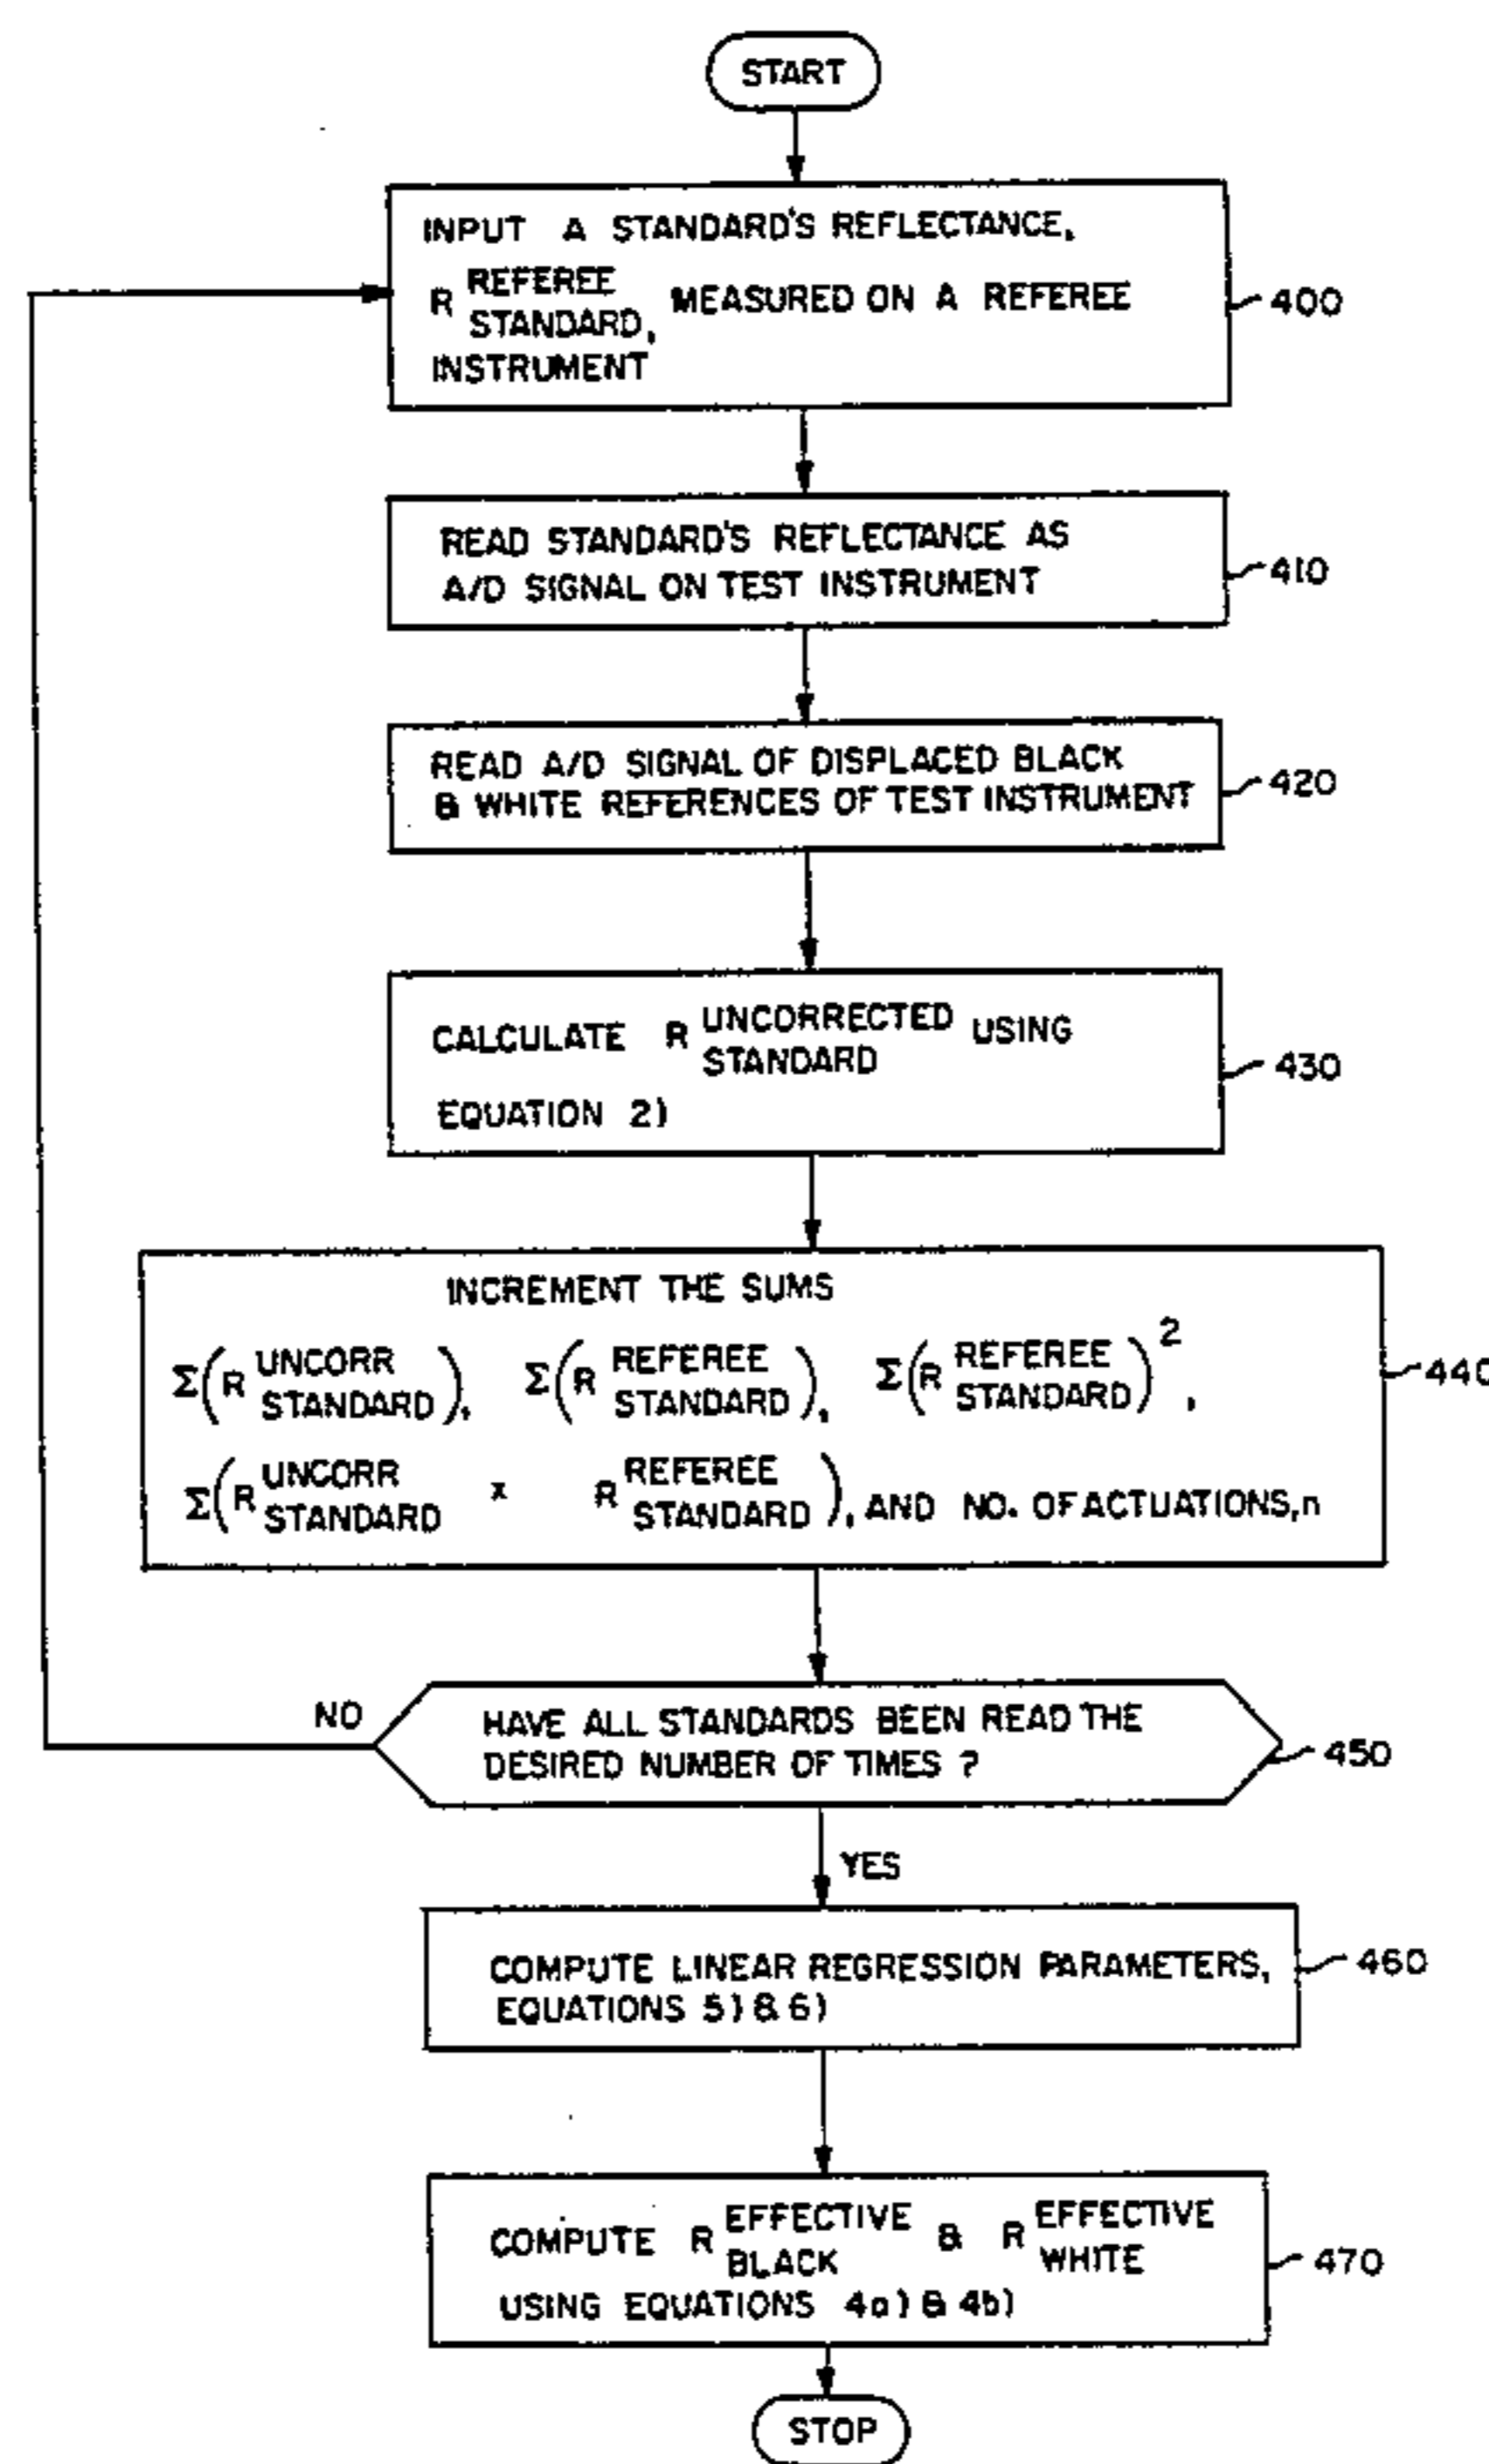 START
INPUT A STANDARD'S REFLECTANCE,
R REFEREE STANDARD, MEASURED ON A REFEREE
INSTRUMENT
400
READ STANDARD'S REFLECTANCE AS
A/D SIGNAL ON TEST INSTRUMENT
410
READ A/D SIGNAL OF DISPLACED BLACK
& WHITE REFERENCES OF TEST INSTRUMENT
420
CALCULATE R UNCORRECTED STANDARD USING
EQUATION 2)
430
INCREMENT THE SUMS
Σ(R UNCORR STANDARD), Σ(R REFEREE STANDARD), Σ(R REFEREE STANDARD)²,
Σ(R UNCORR STANDARD x R REFEREE STANDARD), AND NO. OF ACTUATIONS,n
440
HAVE ALL STANDARDS BEEN READ THE
DESIRED NUMBER OF TIMES ?
450
NO
YES
COMPUTE LINEAR REGRESSION PARAMETERS,
EQUATIONS 5) & 6)
460
COMPUTE R EFFECTIVE BLACK & R EFFECTIVE WHITE
USING EQUATIONS 4a) & 4b)
470
STOP